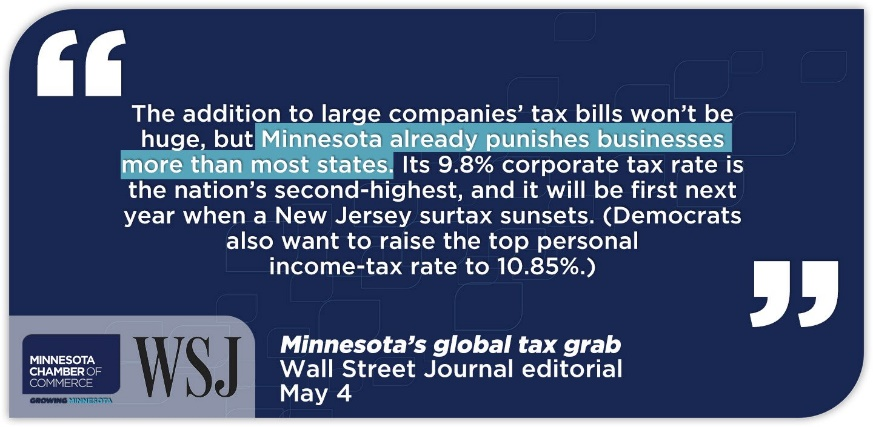 The addition to large companies’ tax bills won’t be
huge, but Minnesota already punishes businesses
more than most states. Its 9.8% corporate tax rate is
the nation’s second-highest, and it will be first next
year when a New Jersey surtax sunsets. (Democrats
also want to raise the top personal
income-tax rate to 10.85%.)
MINNESOTA
CHAMBER OF
COMMERCE
GROWING MINNESOTA
WSJ
Minnesota’s global tax grab
Wall Street Journal editorial
May 4